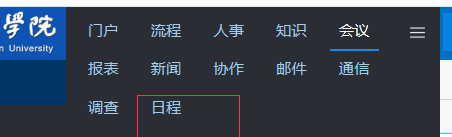 學院
n University
门户 流程 人事 知识 会议
报表 新闻 协作 邮件 通信
调查 日程